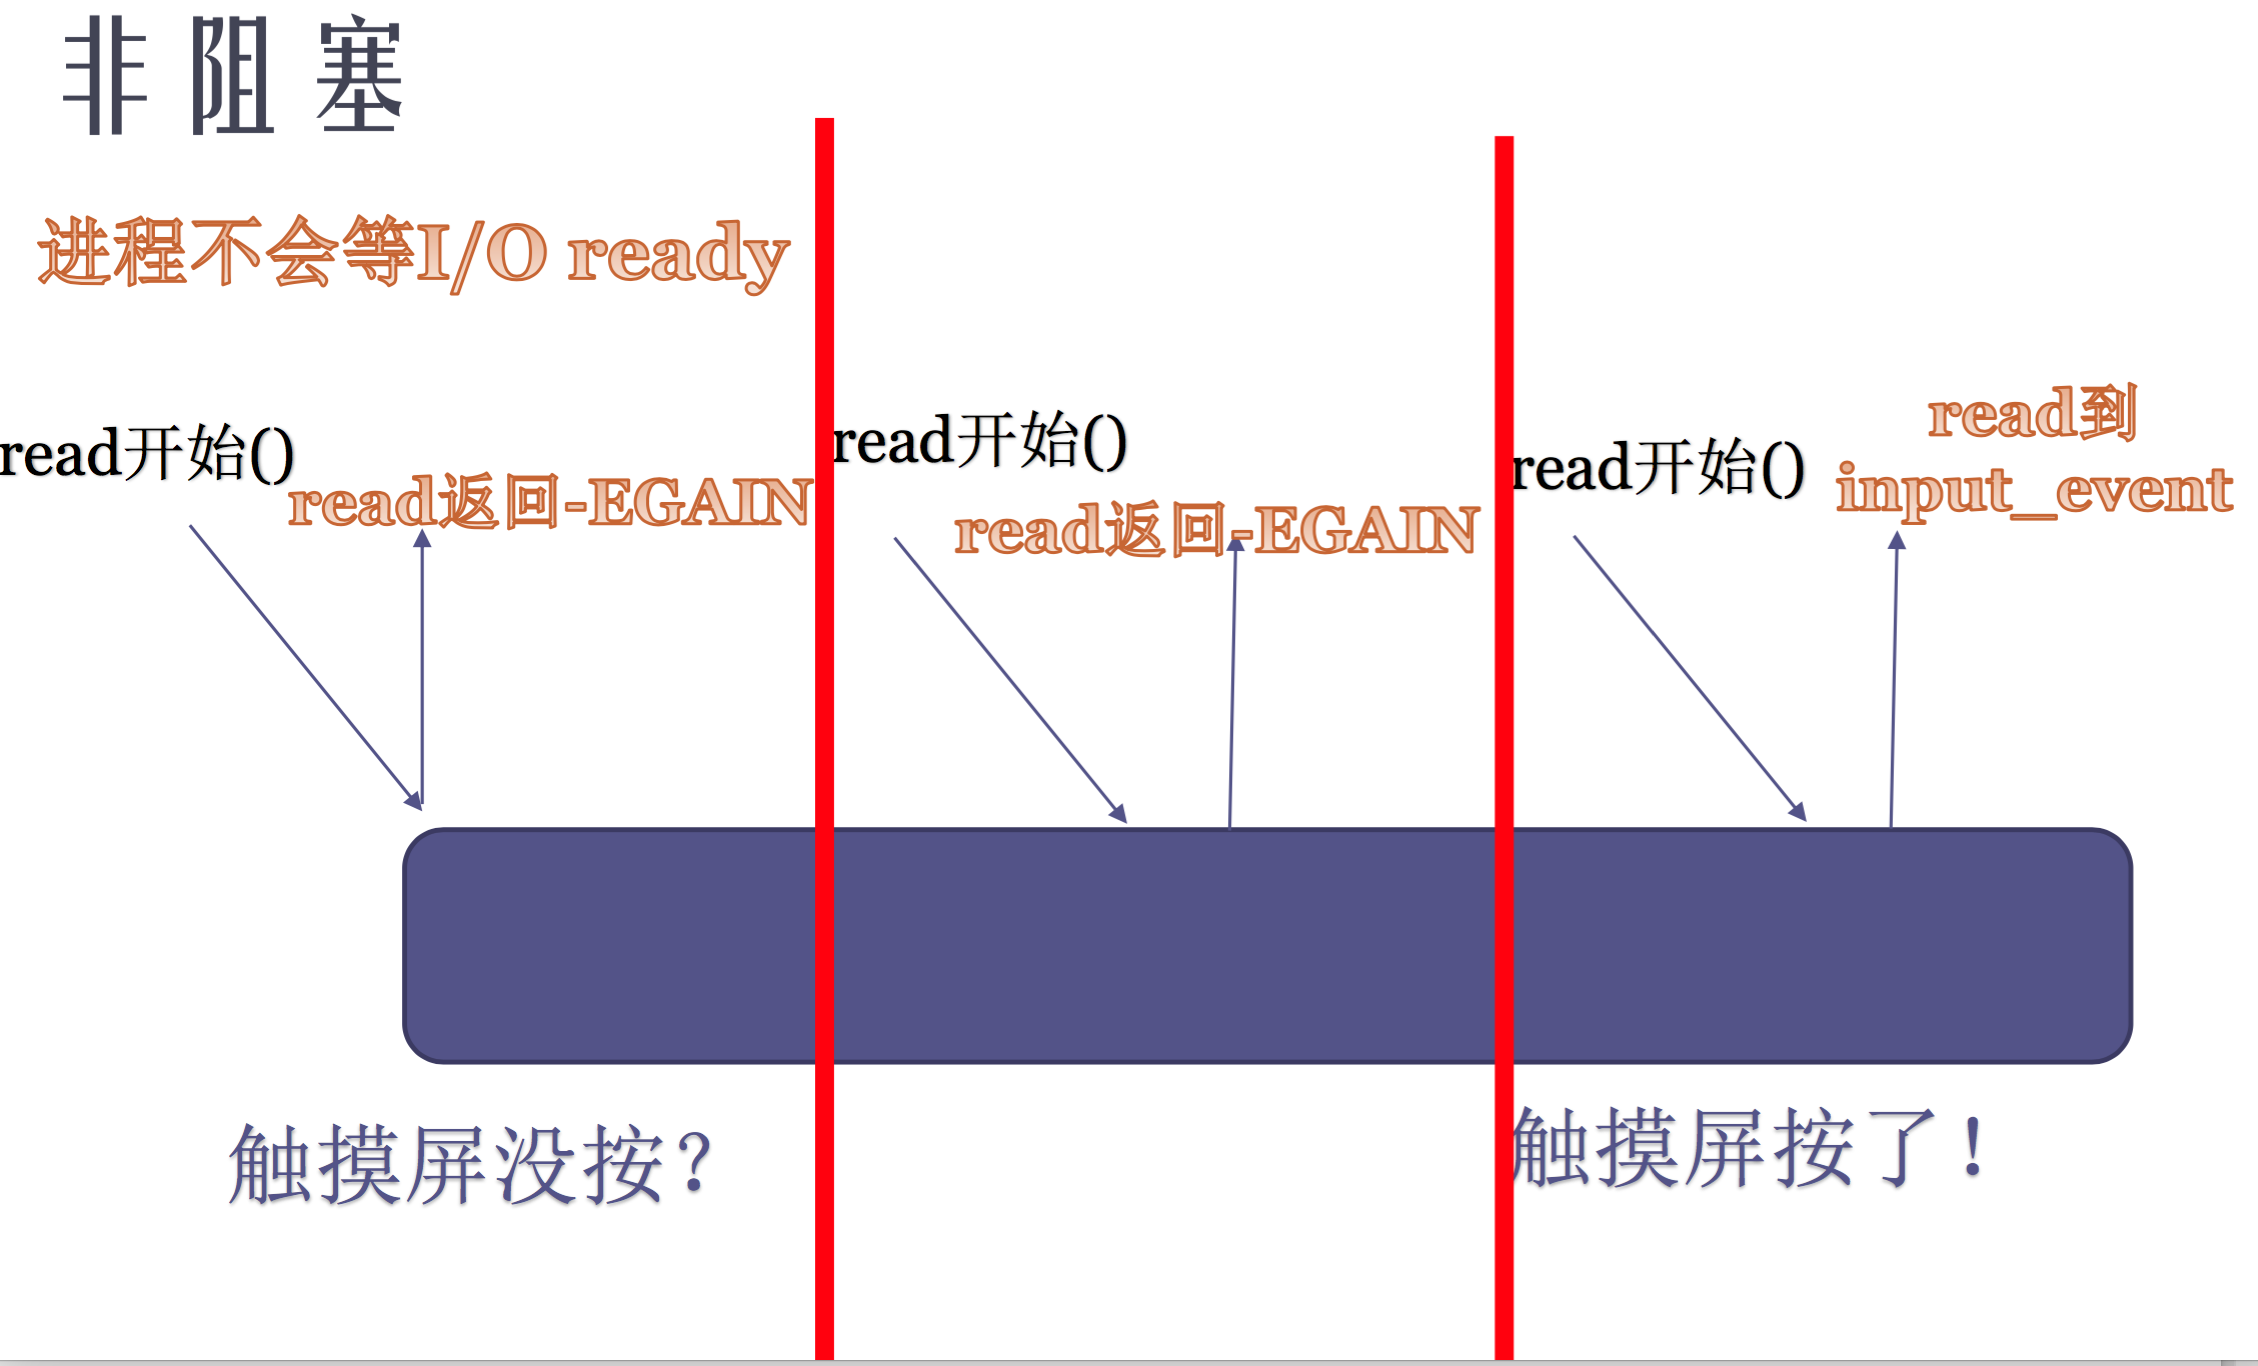 非阻塞
进程不会等I/O ready
read开始()
read返回-EGAIN
read开始()
read返回-EGAIN
read开始()
read到
input_event
触摸屏没按？
触摸屏按了！